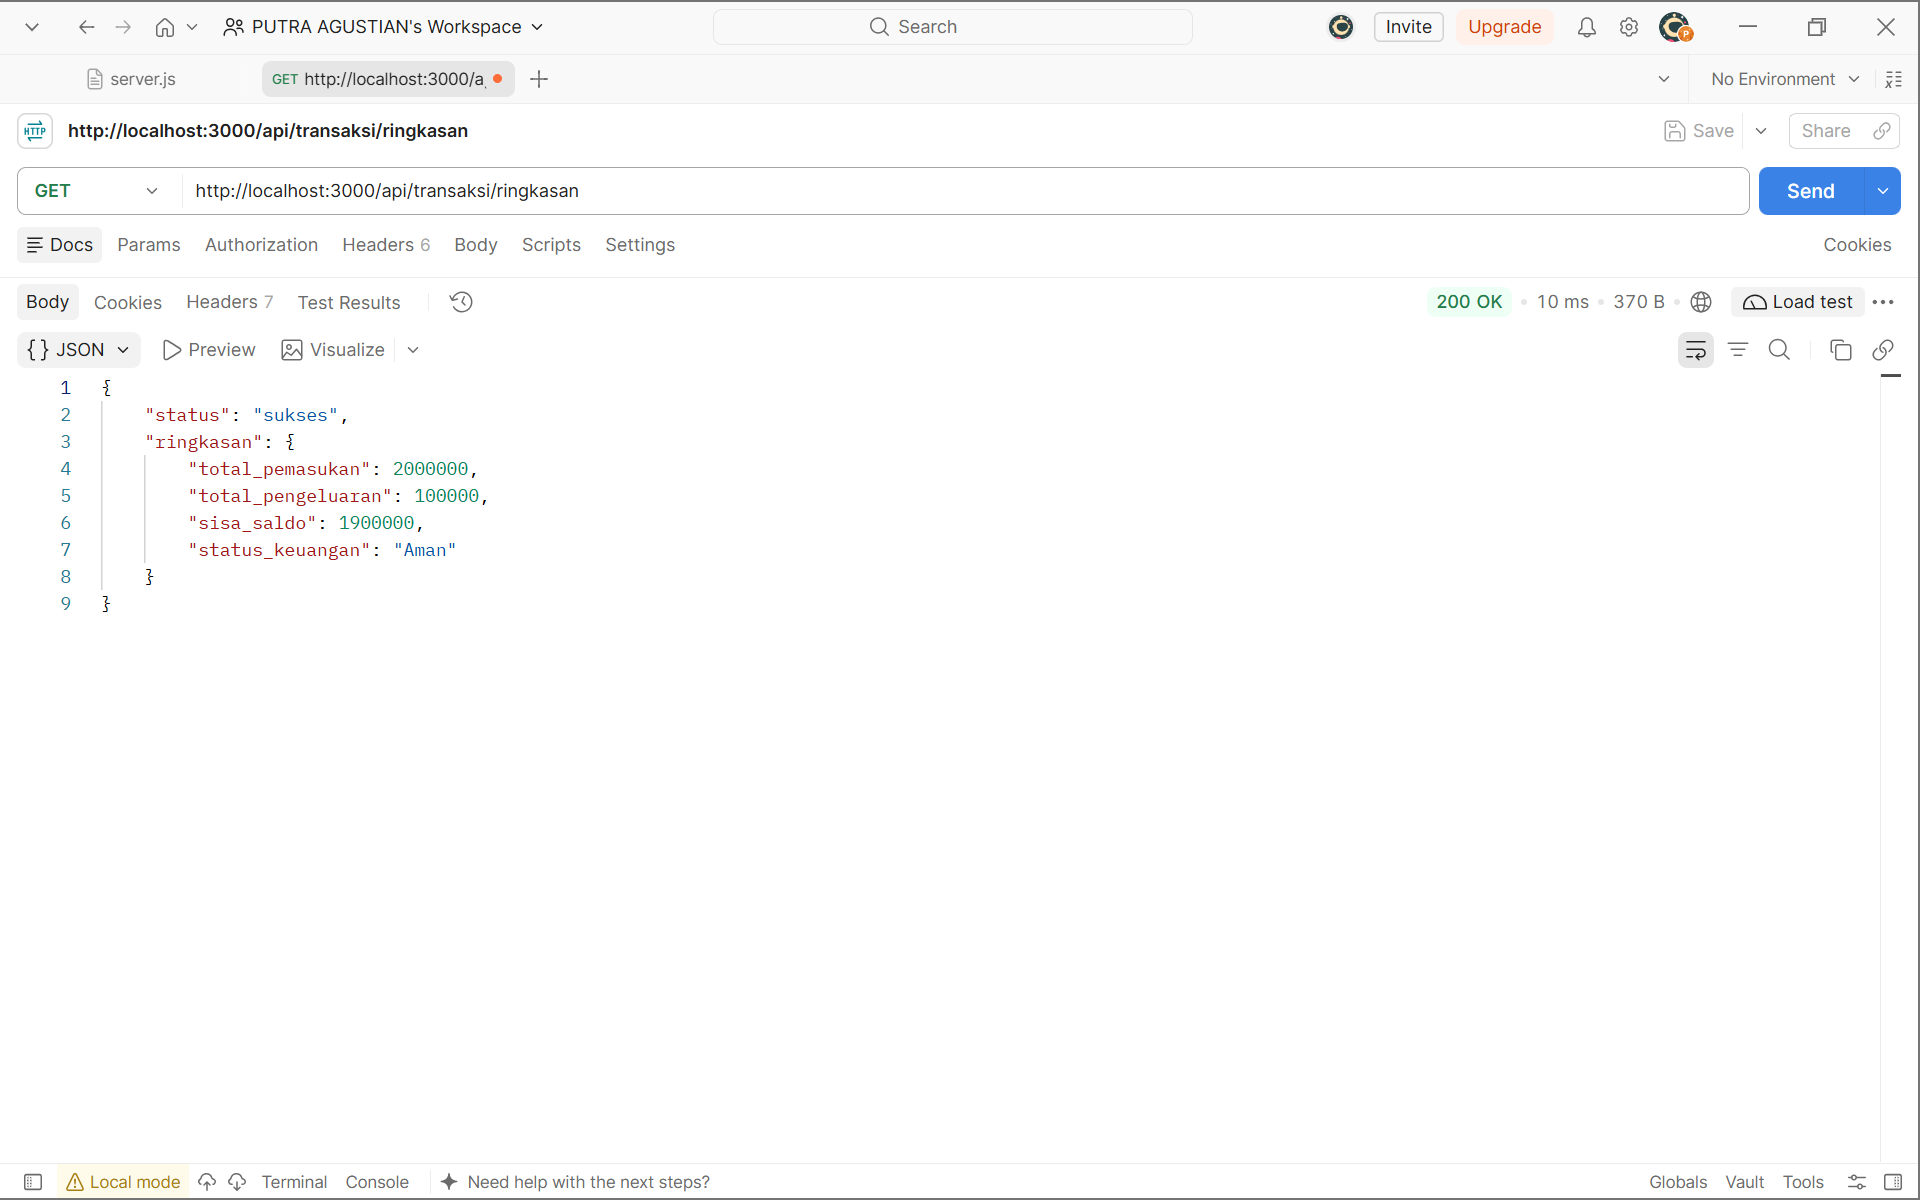 PUTRA AGUSTIAN's Workspace
Search
Invite
Upgrade
P
server.js
GET http://localhost:3000/a
No Environment
HTTP
http://localhost:3000/api/transaksi/ringkasan
Save
Share
GET
http://localhost:3000/api/transaksi/ringkasan
Send
Docs Params Authorization Headers 6 Body Scripts Settings
Cookies
Body Cookies Headers 7 Test Results
200 OK • 10 ms • 370 B •
Load test
{} JSON
Preview
Visualize
1 {
2 "status": "sukses",
3 "ringkasan": {
4 "total_pemasukan": 2000000,
5 "total_pengeluaran": 100000,
6 "sisa_saldo": 1900000,
7 "status_keuangan": "Aman"
8 }
9 }
Local mode
Terminal
Console
Need help with the next steps?
Globals
Vault
Tools